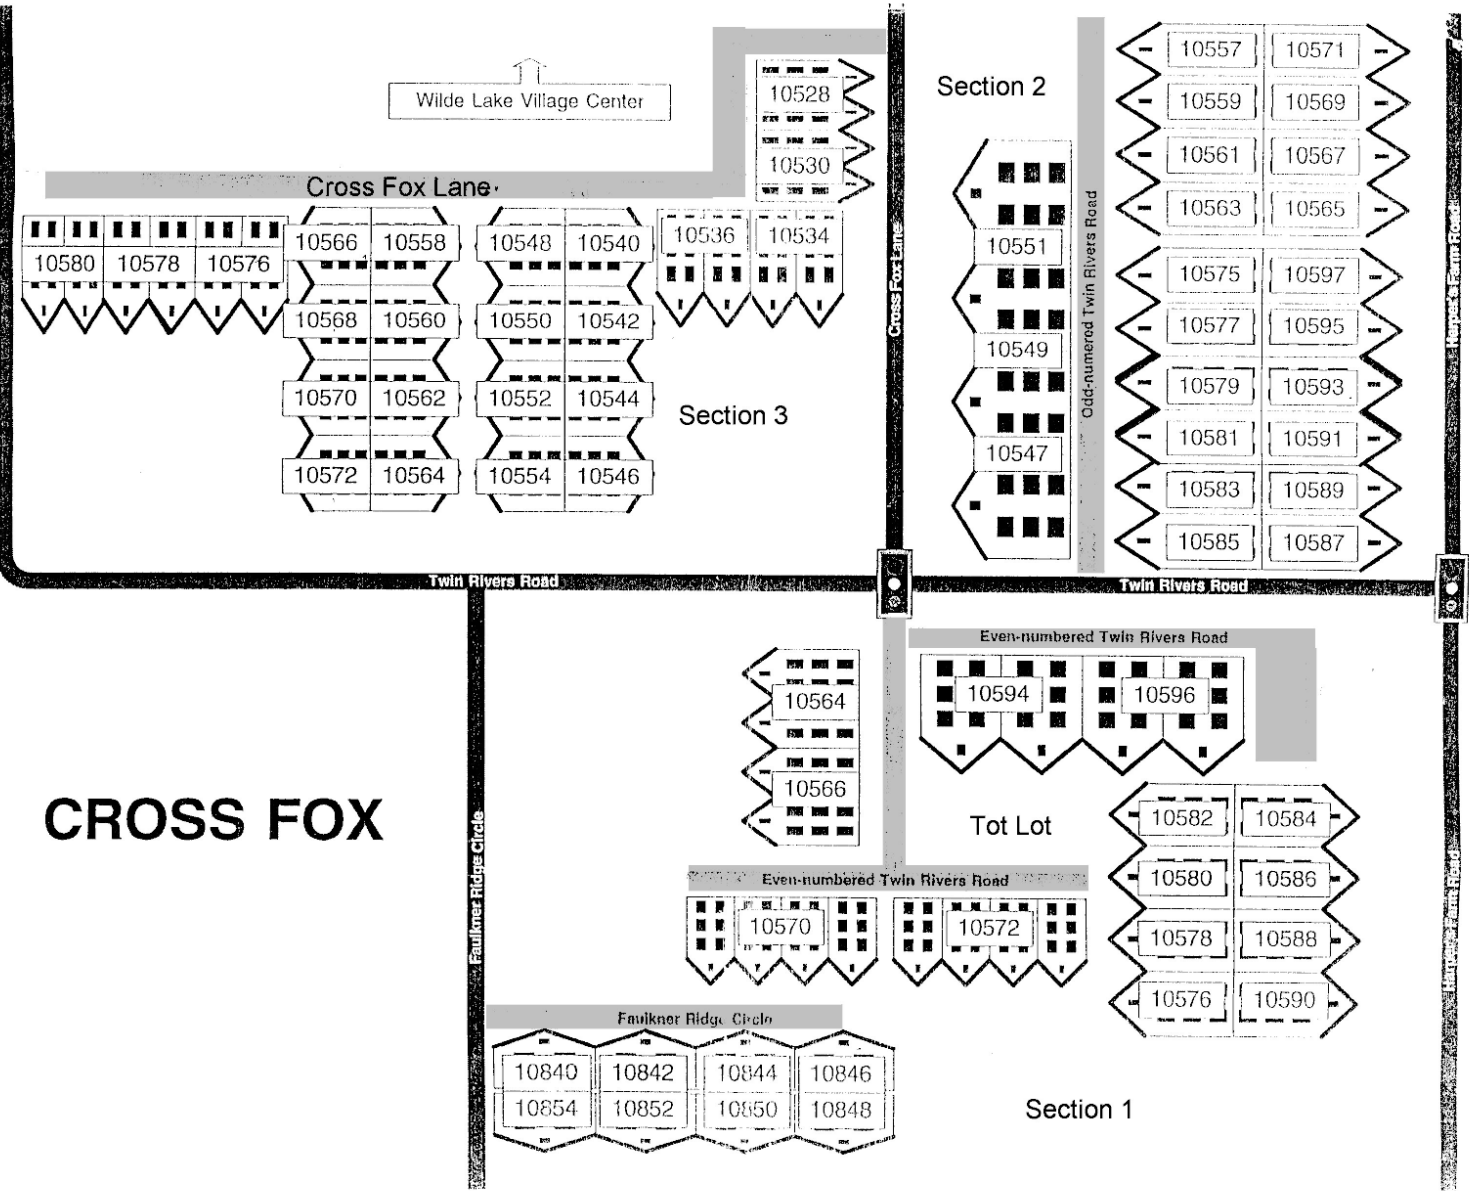 Wilde Lake Village Center
Cross Fox Lane
10528
10530
10580 10578 10576
10566 10558
10568 10560
10570 10562
10572 10564
10548 10540
10550 10542
10552 10544
10554 10546
10536 10534
Section 3
Cross Fox Lane
Section 2
10551
10549
10547
Odd-numered Twin Rivers Road
10557 10571
10559 10569
10561 10567
10563 10565
10575 10597
10577 10595
10579 10593
10581 10591
10583 10589
10585 10587
Harper's Farm Road
Twin Rivers Road
Twin Rivers Road
Even-numbered Twin Rivers Road
10594 10596
10564
10566
CROSS FOX
Faulkner Ridge Circle
Tot Lot
10582 10584
10580 10586
10578 10588
10576 10590
Harper's Farm Road
Even-numbered Twin Rivers Road
10570 10572
Faulkner Ridge Circle
10840 10842 10844 10846
10854 10852 10850 10848
Section 1